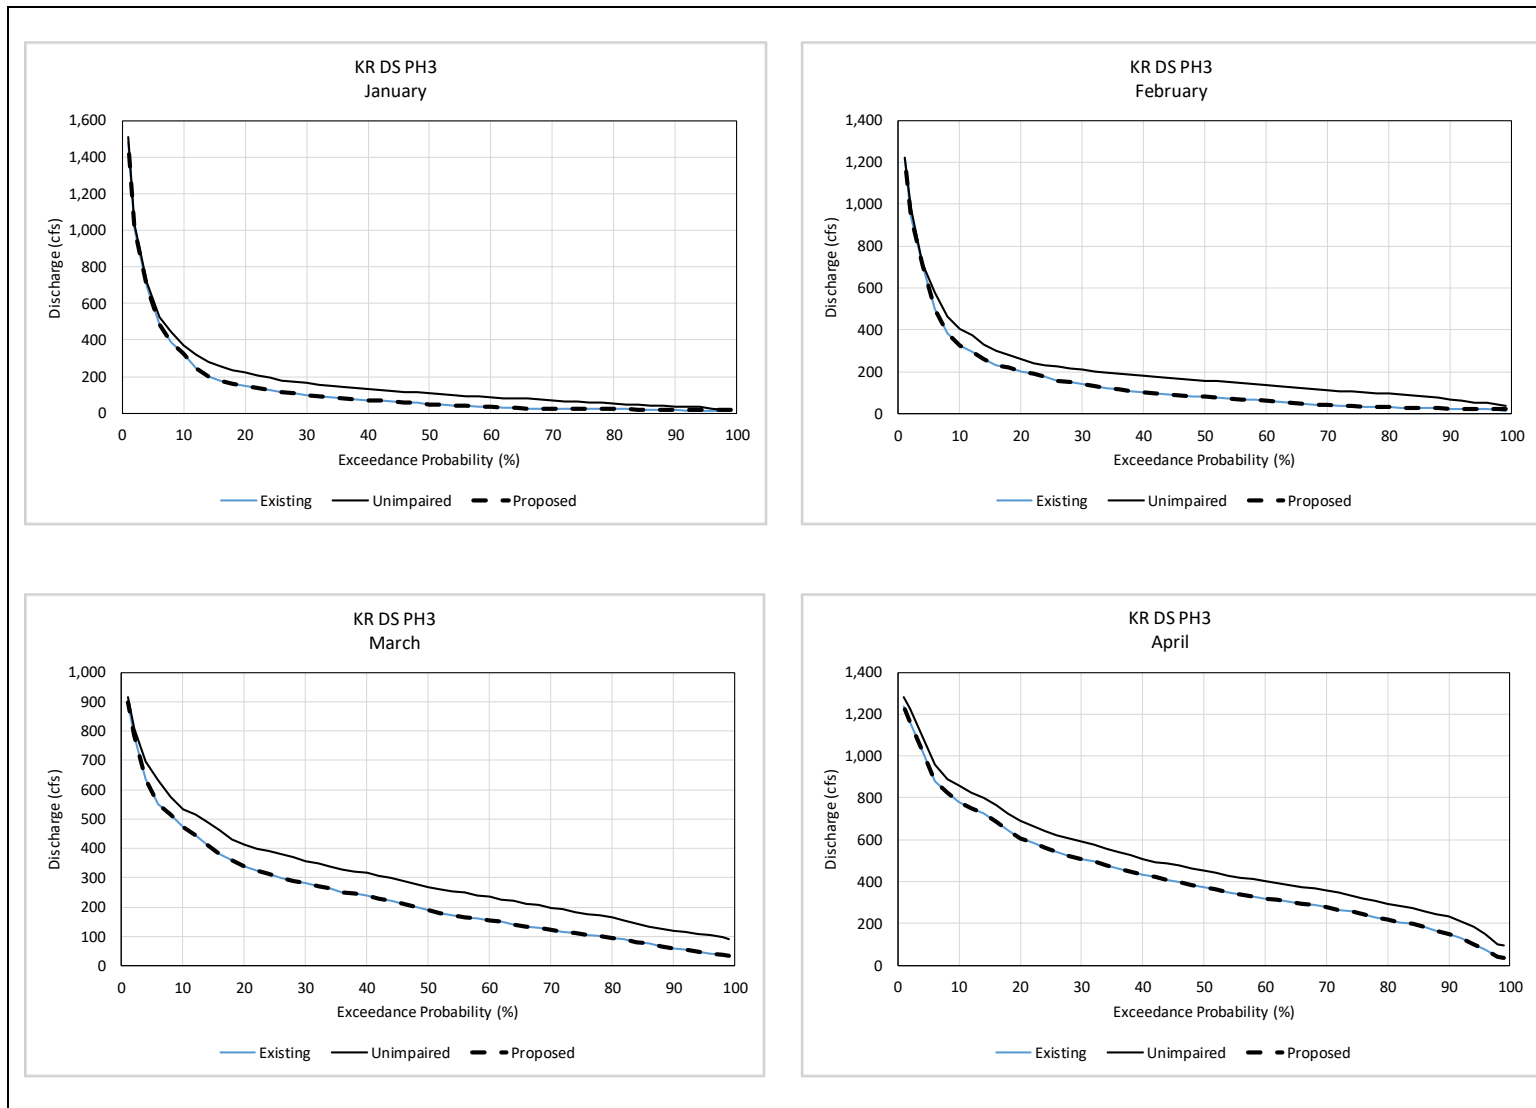 KR DS PH3
January
1,600
1,400
1,200
1,000
800
600
400
200
0
Discharge (cfs)
0 10 20 30 40 50 60 70 80 90 100
Exceedance Probability (%)
Existing Unimpaired Proposed
KR DS PH3
February
1,400
1,200
1,000
800
600
400
200
0
Discharge (cfs)
0 10 20 30 40 50 60 70 80 90 100
Exceedance Probability (%)
Existing Unimpaired Proposed
KR DS PH3
March
1,000
900
800
700
600
500
400
300
200
100
0
Discharge (cfs)
0 10 20 30 40 50 60 70 80 90 100
Exceedance Probability (%)
Existing Unimpaired Proposed
KR DS PH3
April
1,400
1,200
1,000
800
600
400
200
0
Discharge (cfs)
0 10 20 30 40 50 60 70 80 90 100
Exceedance Probability (%)
Existing Unimpaired Proposed